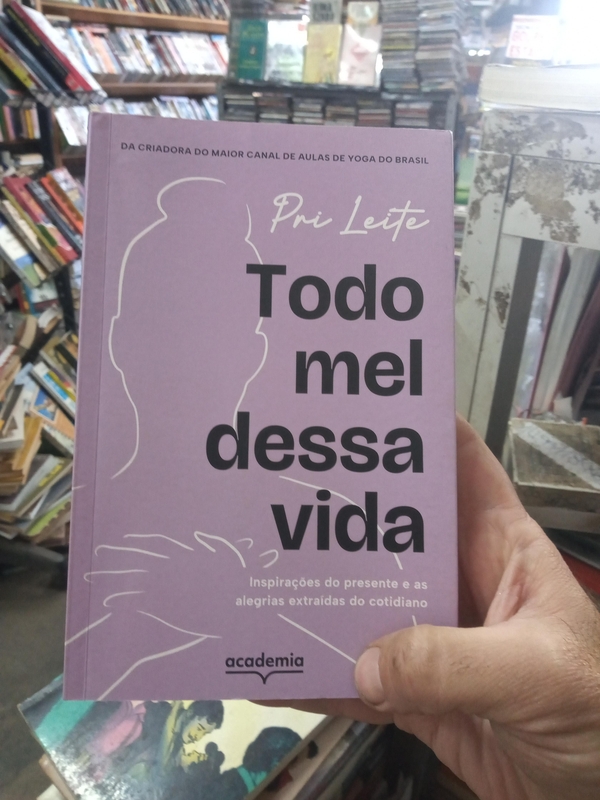 DA CRIADORA DO MAIOR CANAL DE AULAS DE YOGA DO BRASIL
Pri Leite
Todo
mel
dessa
vida
Inspirações do presente e as
alegrias extraídas do cotidiano
academia